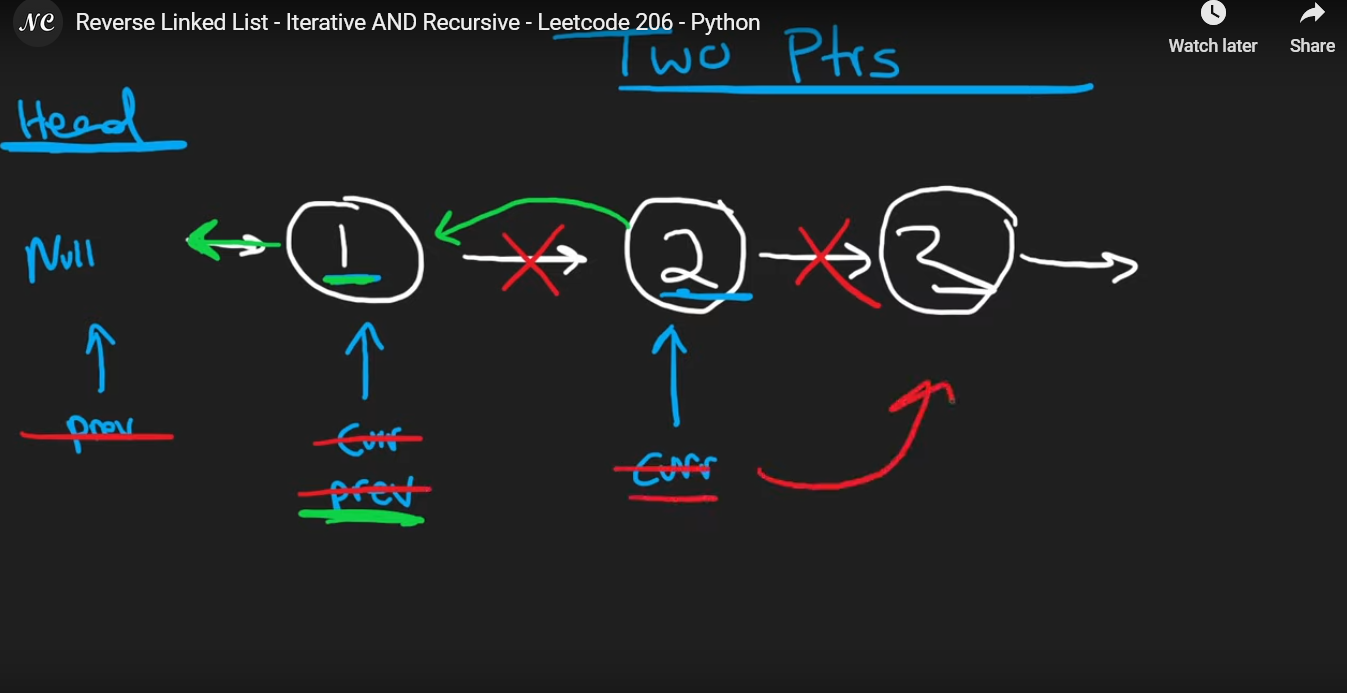 NC Reverse Linked List - Iterative AND Recursive - Leetcode 206 - Python
Watch later Share
Two Ptrs
Head
Null 1 2 3
prev curr curr
prev